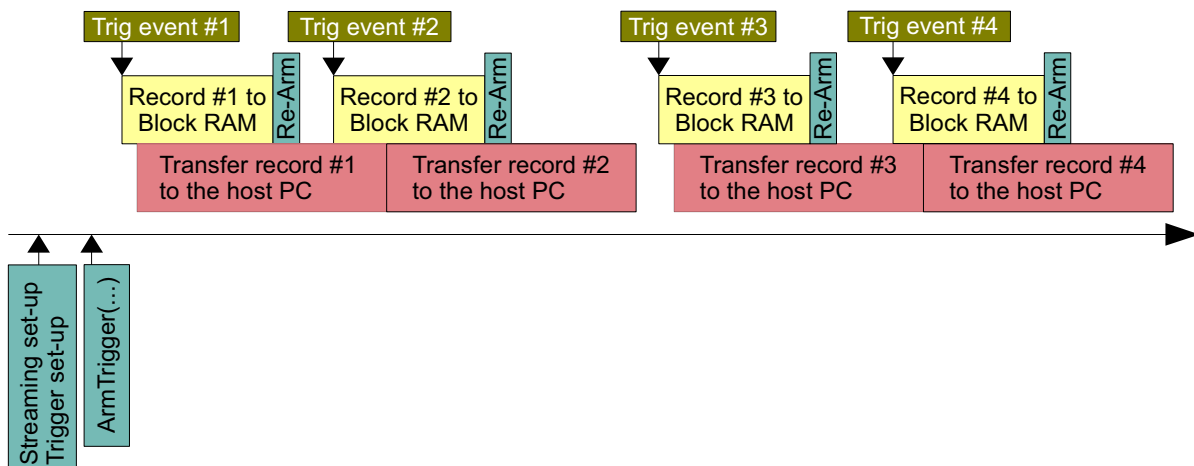 Trig event #1
Trig event #2
Trig event #3
Trig event #4
Record #1 to
Block RAM
Re-Arm
Record #2 to
Block RAM
Re-Arm
Record #3 to
Block RAM
Re-Arm
Record #4 to
Block RAM
Re-Arm
Transfer record #1
to the host PC
Transfer record #2
to the host PC
Transfer record #3
to the host PC
Transfer record #4
to the host PC
Streaming set-up
Trigger set-up
ArmTrigger(...)